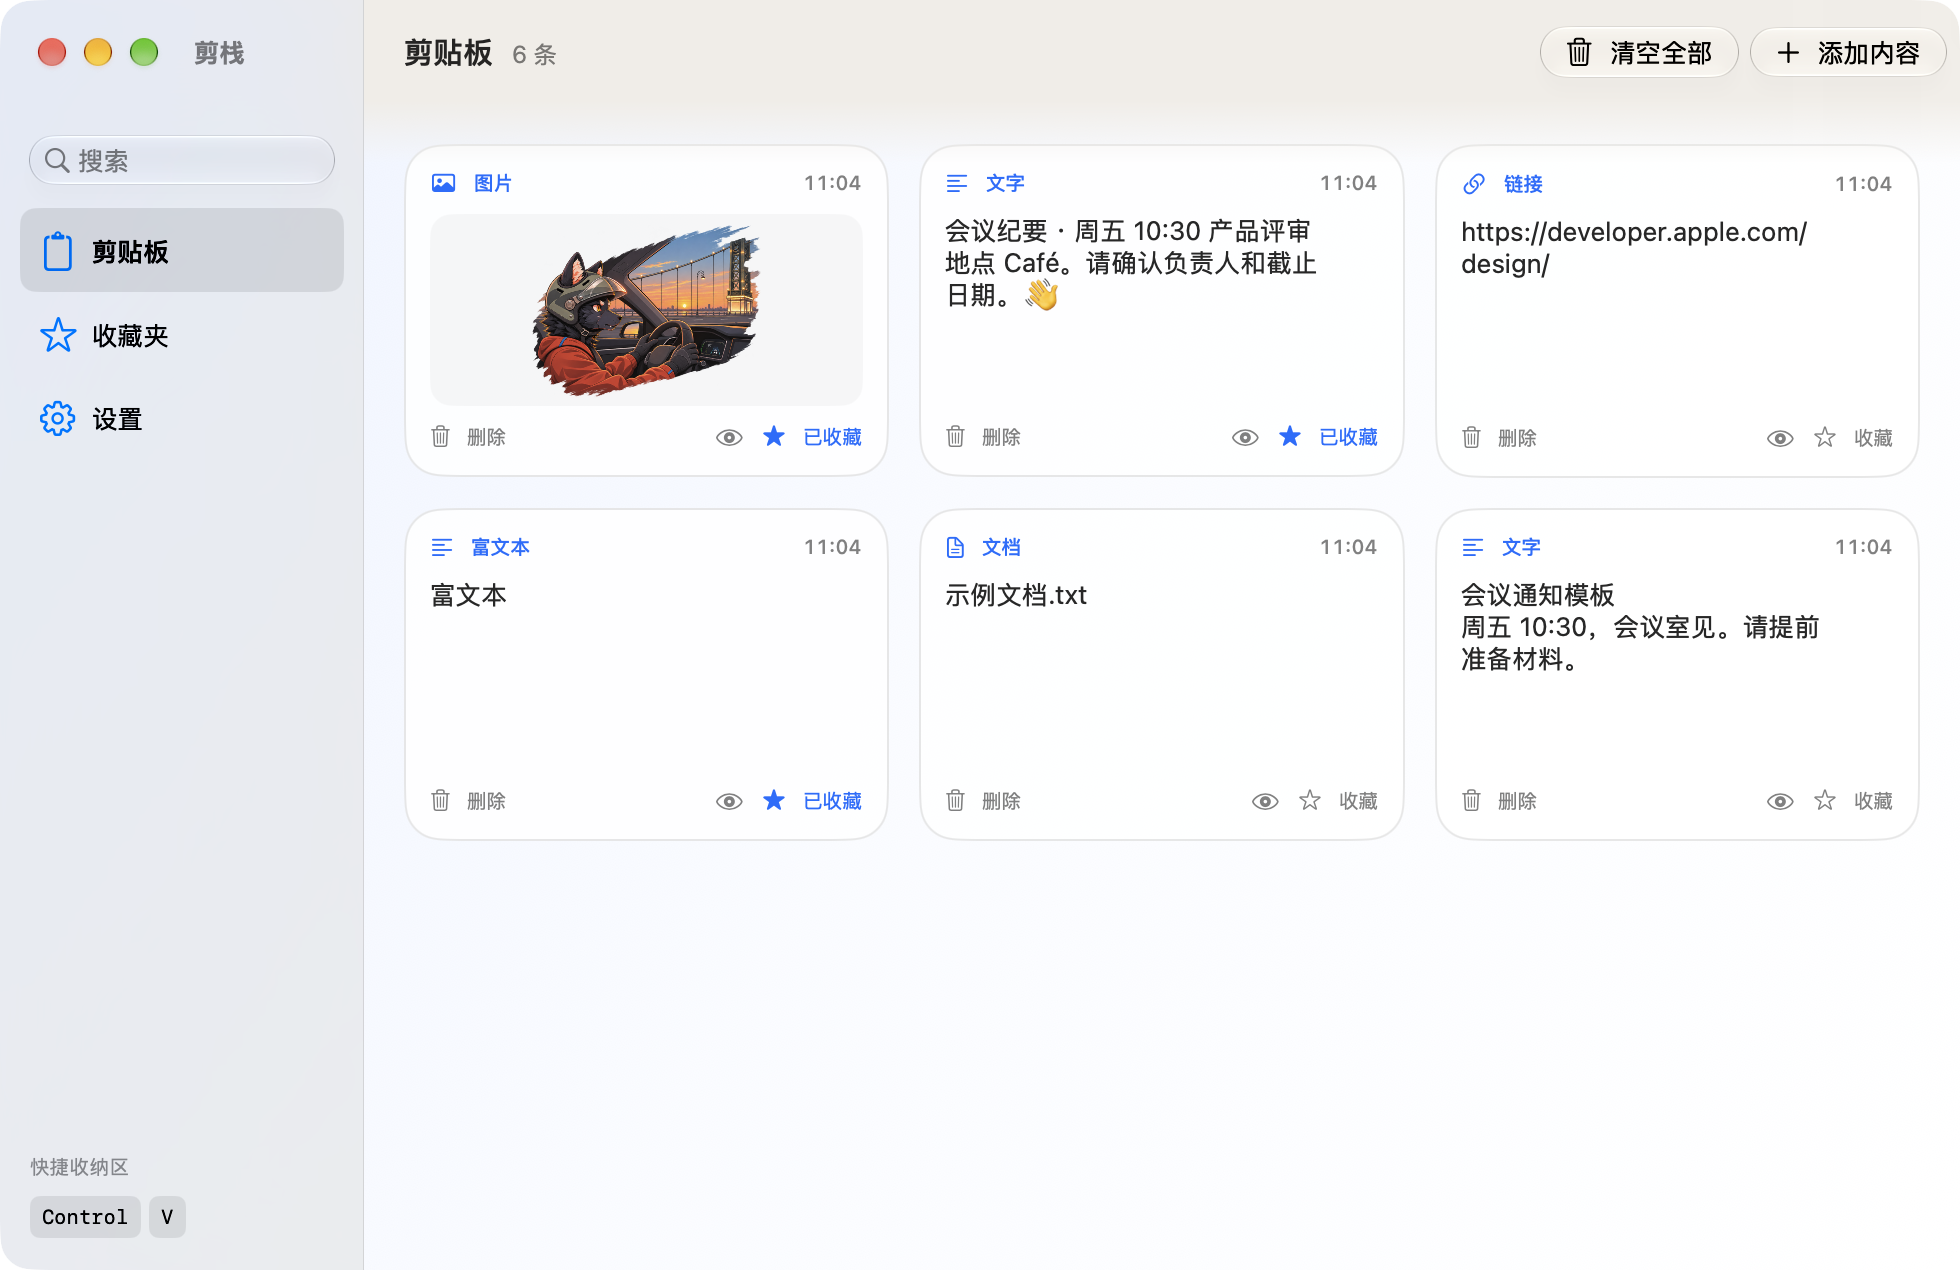 剪栈
搜索
剪贴板
收藏夹
设置
快捷收纳区
Control V
剪贴板 6 条
清空全部
添加内容
图片 11:04
删除 已收藏
文字 11:04
会议纪要 · 周五 10:30 产品评审
地点 Café。请确认负责人和截止
日期。👋
删除 已收藏
链接 11:04
https://developer.apple.com/
design/
删除 收藏
富文本 11:04
富文本
删除 已收藏
文档 11:04
示例文档.txt
删除 收藏
文字 11:04
会议通知模板
周五 10:30，会议室见。请提前
准备材料。
删除 收藏